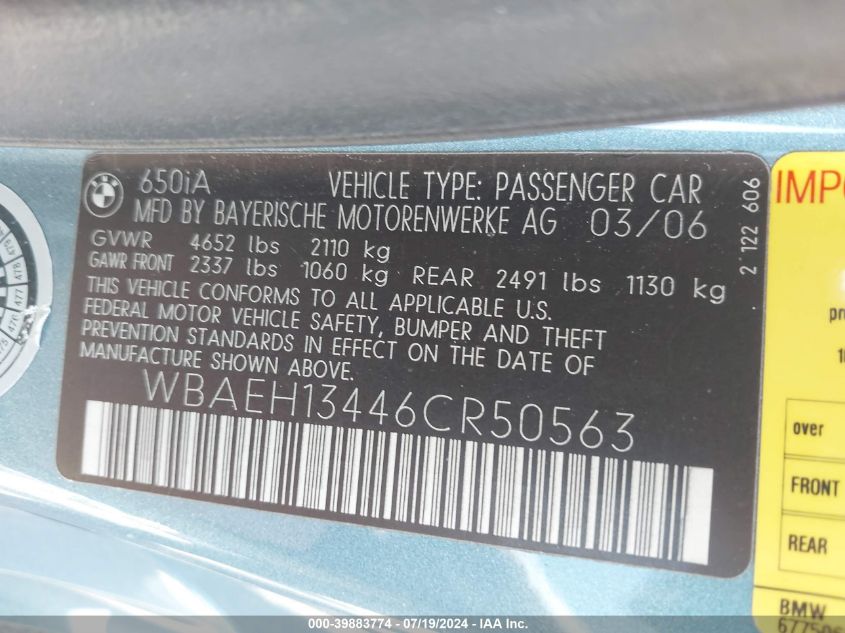 650iA VEHICLE TYPE: PASSENGER CAR
MFD BY BAYERISCHE MOTORENWERKE AG 03/06
GVWR 4652 lbs 2110 kg
GAWR FRONT 2337 lbs 1060 kg REAR 2491 lbs 1130 kg
THIS VEHICLE CONFORMS TO ALL APPLICABLE U.S.
FEDERAL MOTOR VEHICLE SAFETY, BUMPER AND THEFT
PREVENTION STANDARDS IN EFFECT ON THE DATE OF
MANUFACTURE SHOWN ABOVE.
WBAEH13446CR50563
2 122 606
over
FRONT
REAR
BMW
000-39883774 / 07/19/2024 - IAA Inc.